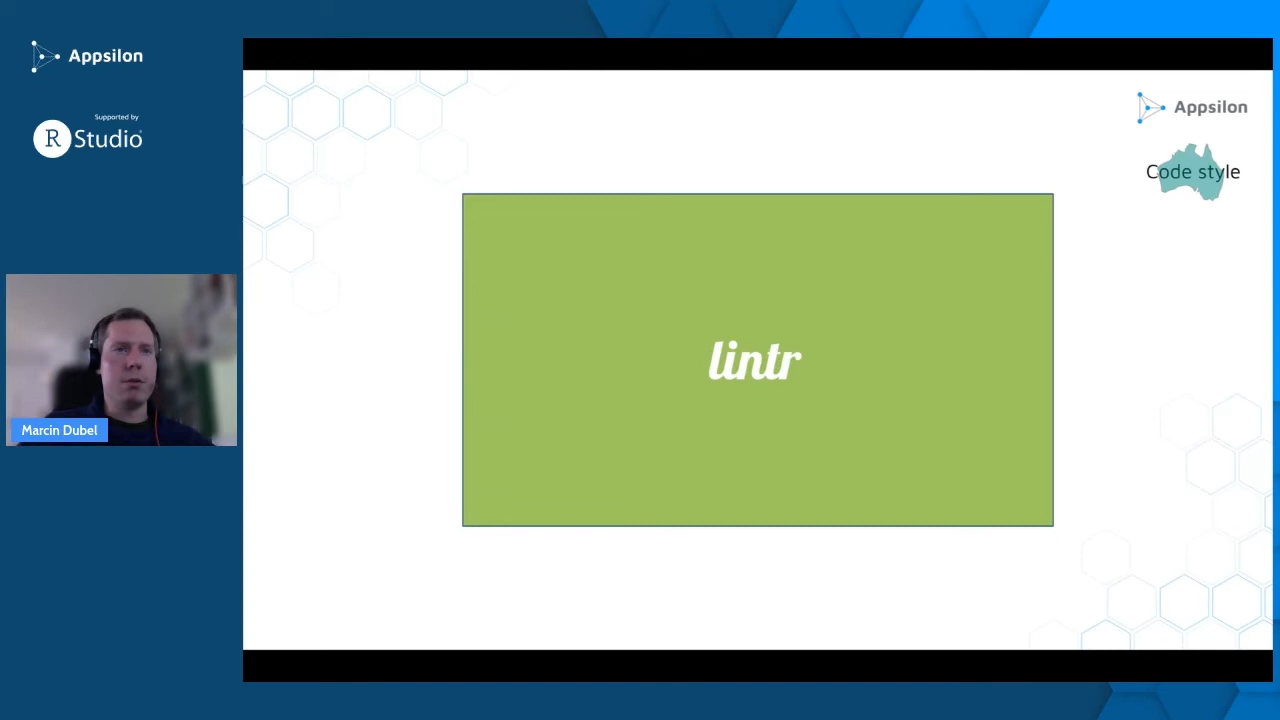 Appsilon
Supported by
R Studio
Marcin Dubel
Appsilon
Code style
lintr